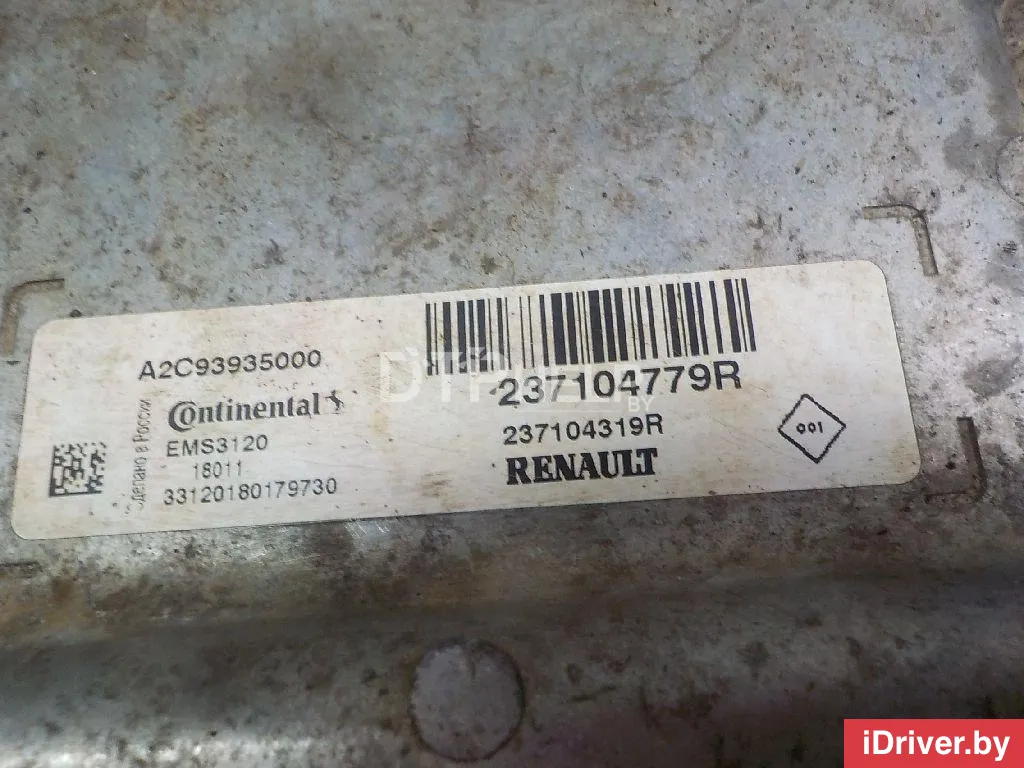 A2C93935000
Continental
EMS3120
18011
33120180179730
Сделано в России
237104779R
237104319R
RENAULT
001
iDriver.by